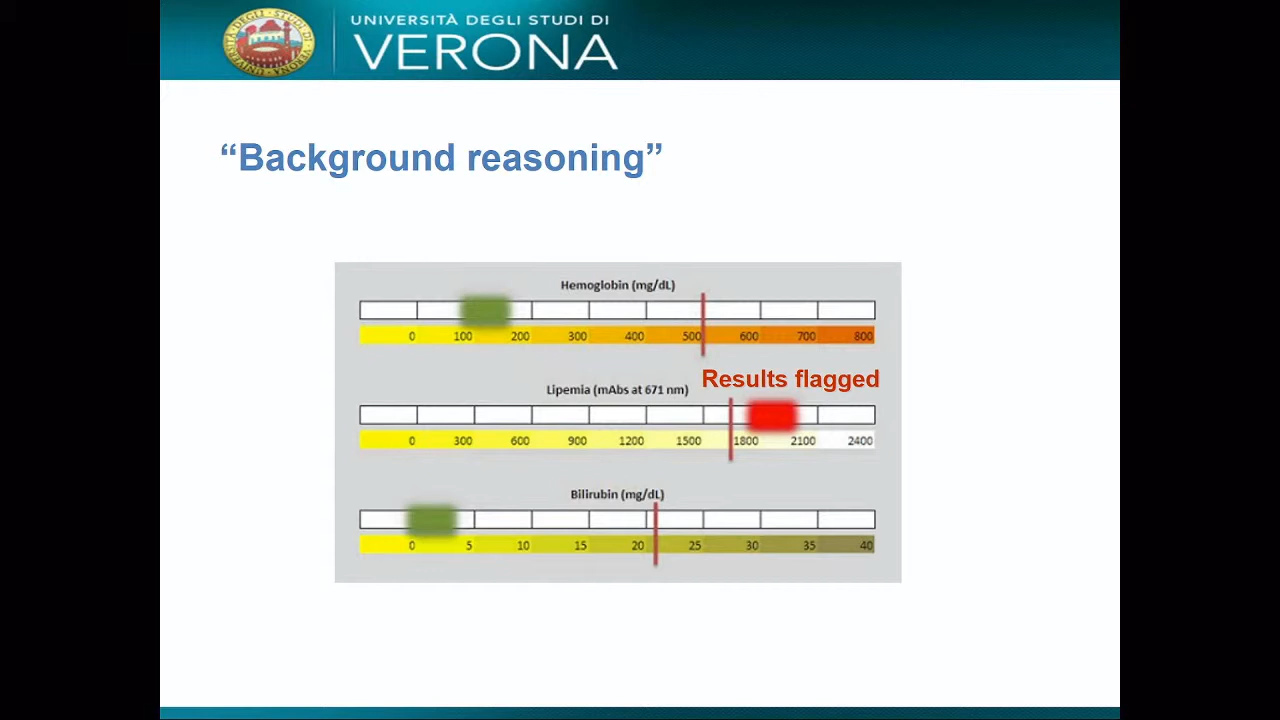 UNIVERSITÀ DEGLI STUDI DI
VERONA
“Background reasoning”
Hemoglobin (mg/dL)
0 100 200 300 400 500 600 700 800
Results flagged
Lipemia (mAbs at 671 nm)
0 300 600 900 1200 1500 1800 2100 2400
Bilirubin (mg/dL)
0 5 10 15 20 25 30 35 40